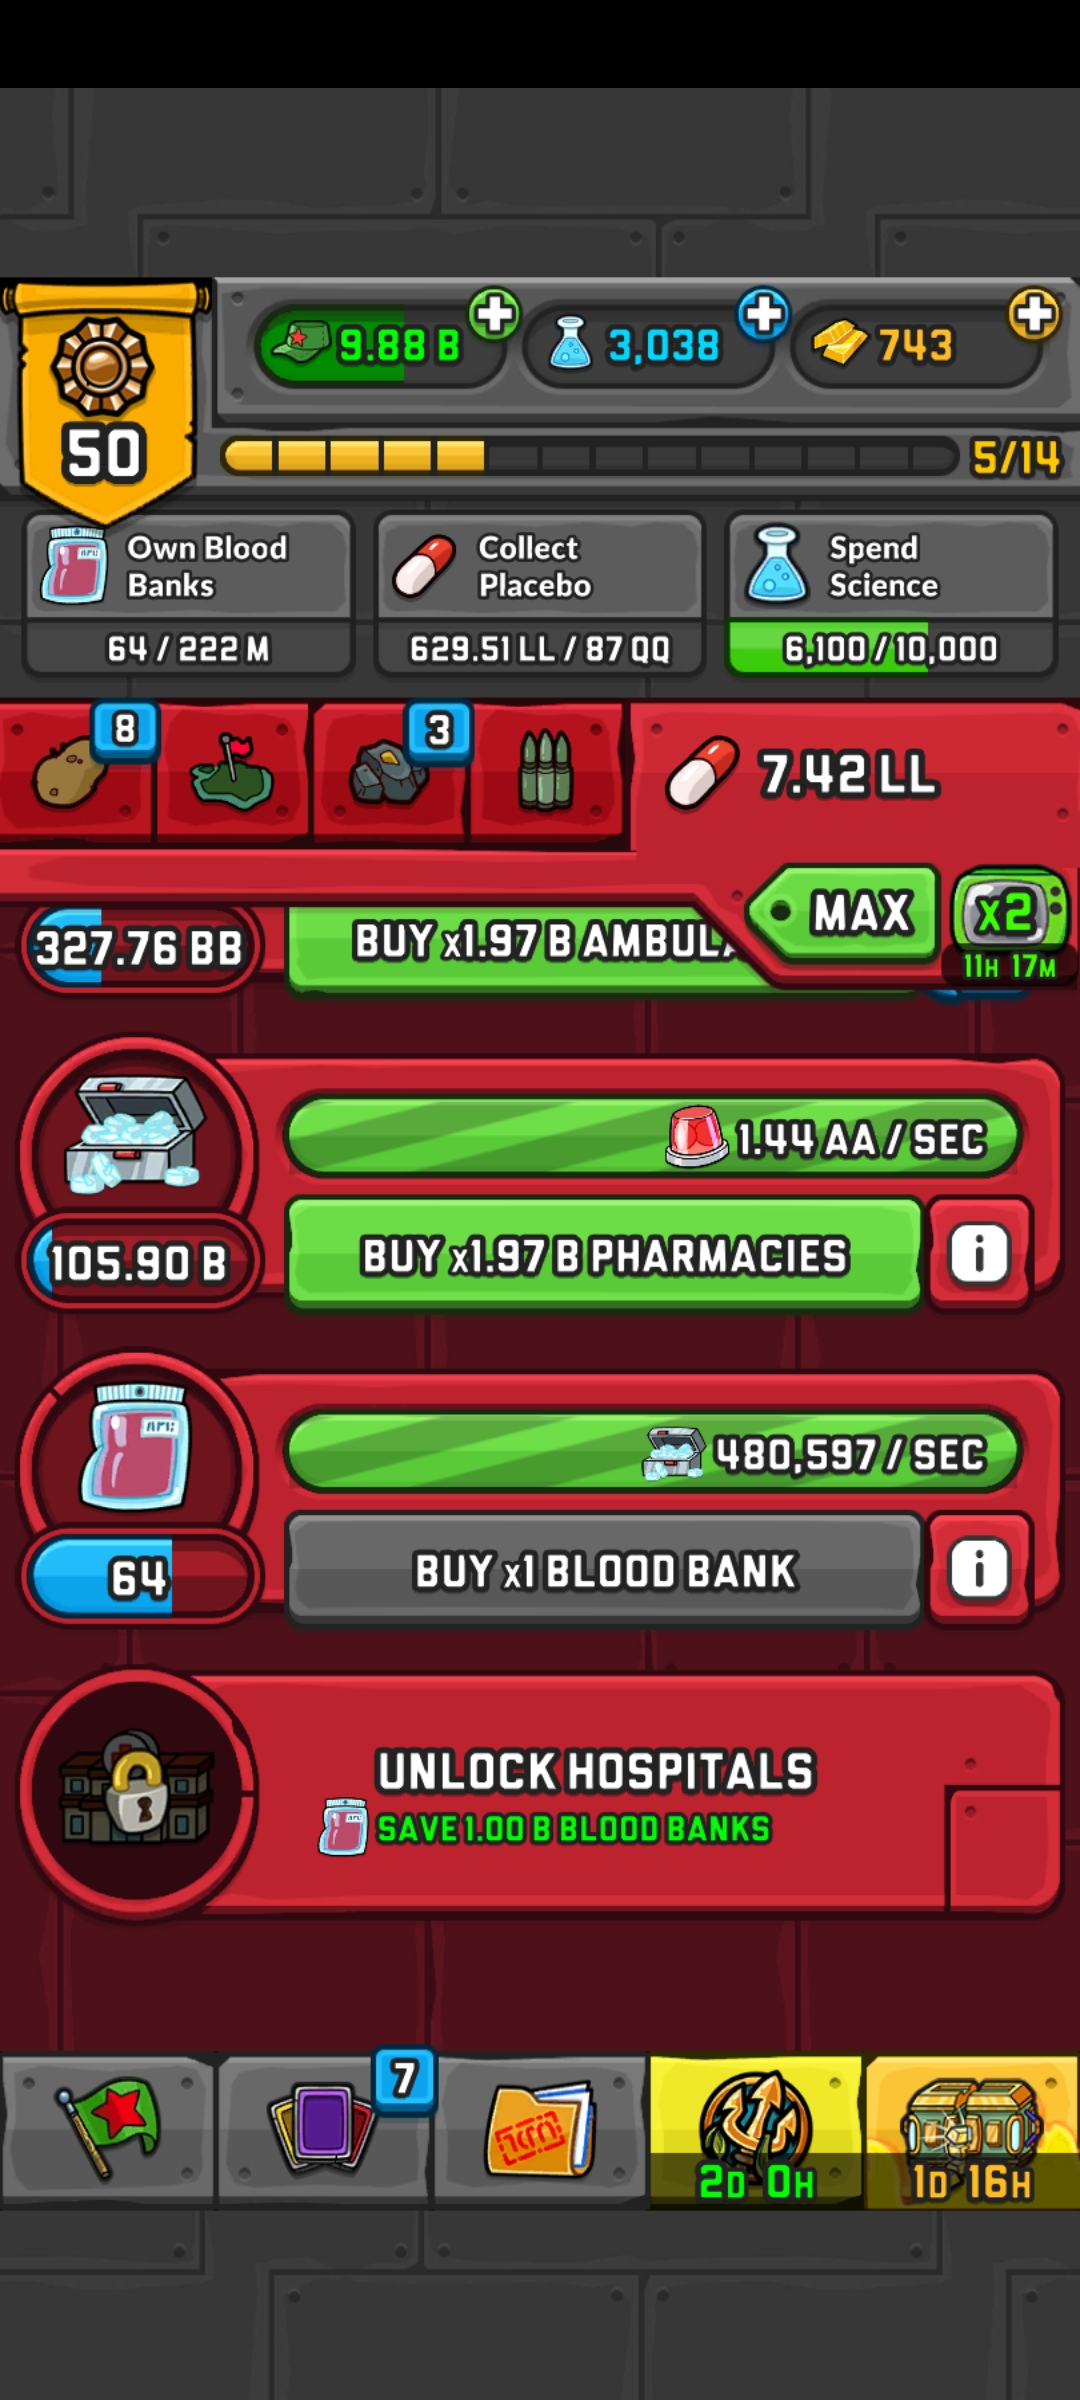 9.88 B
3,038
743
50
5/14
Own Blood
Banks
64 / 222 M
Collect
Placebo
629.51 LL / 87 QQ
Spend
Science
6,100 / 10,000
8
3
7.42 LL
MAX
x2
11H 17M
327.76 BB
BUY x1.97 B AMBUL
1.44 AA / SEC
105.90 B
BUY x1.97 B PHARMACIES
i
480,597 / SEC
64
BUY x1 BLOOD BANK
i
UNLOCK HOSPITALS
SAVE 1.00 B BLOOD BANKS
7
2D 0H
1D 16H